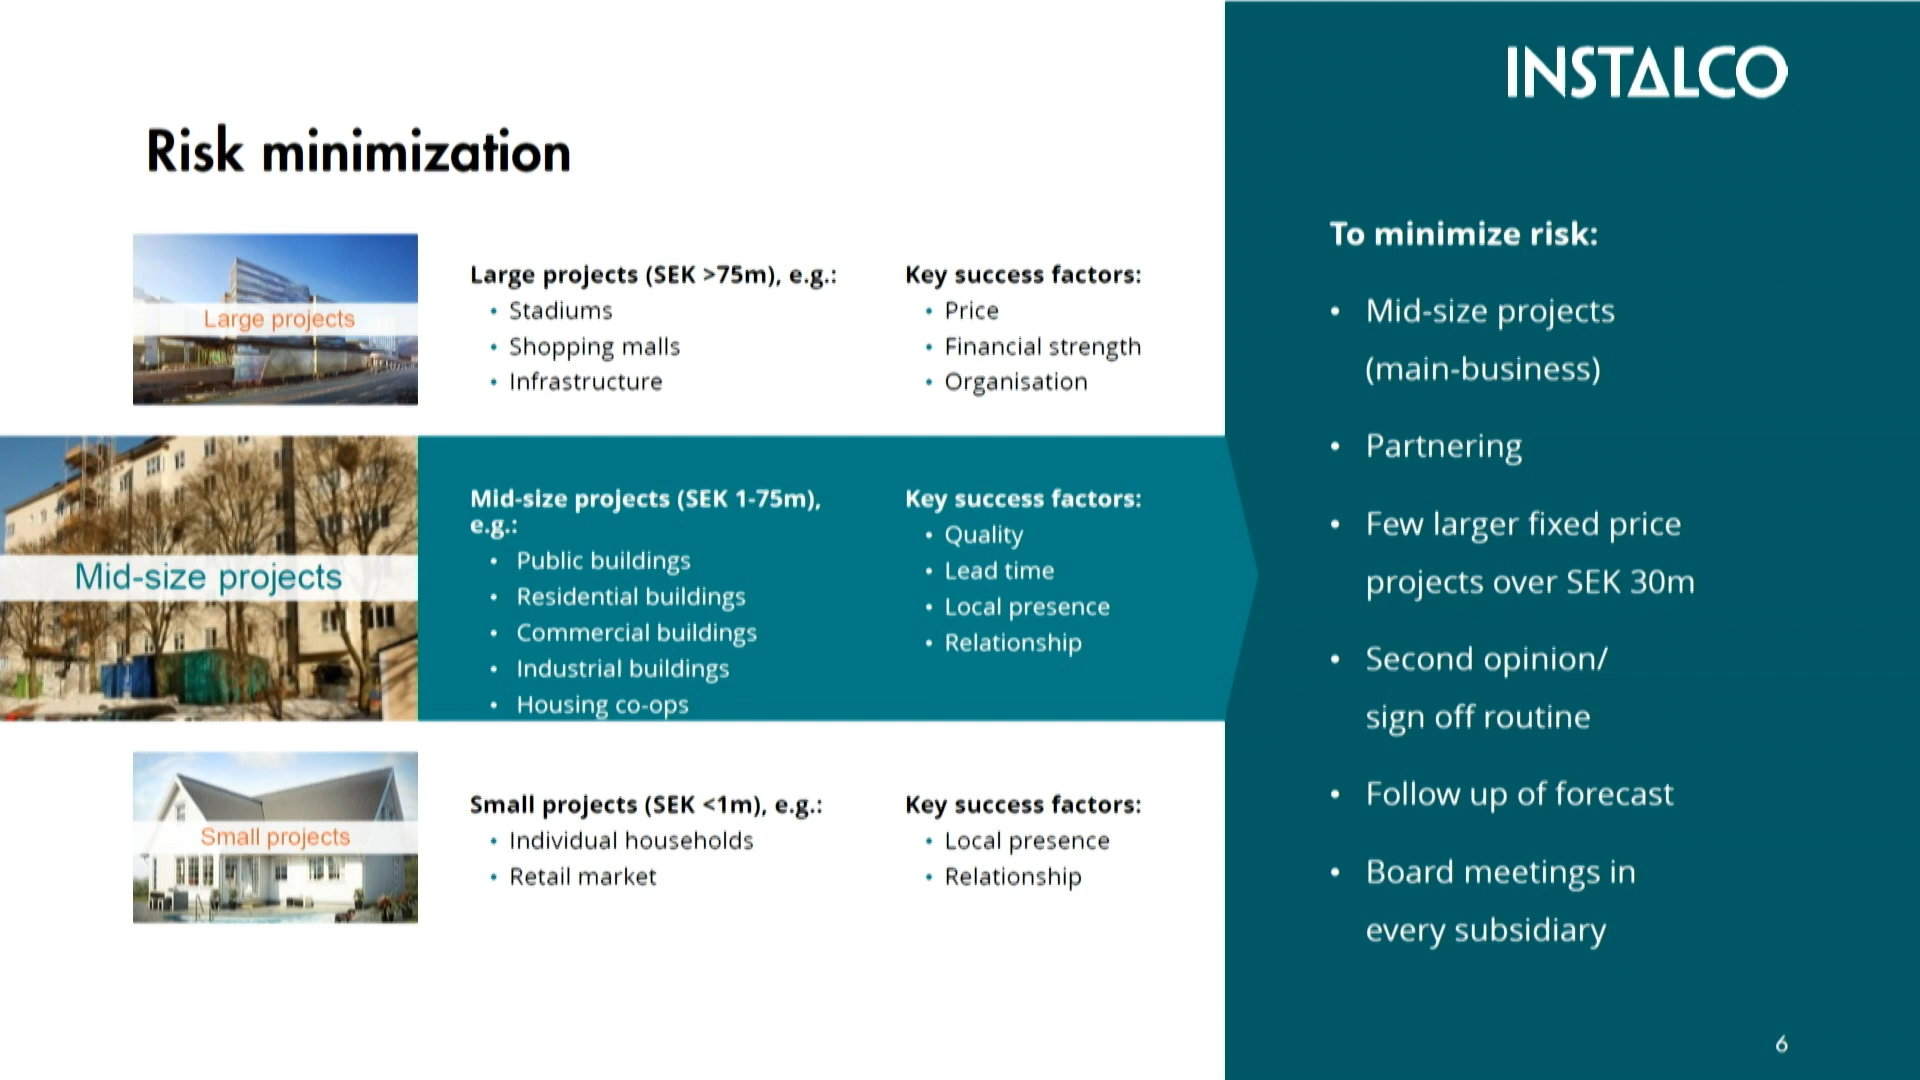 INSTALCO
Risk minimization
Large projects
Large projects (SEK >75m), e.g.:
• Stadiums
• Shopping malls
• Infrastructure
Key success factors:
• Price
• Financial strength
• Organisation
Mid-size projects
Mid-size projects (SEK 1-75m),
e.g.:
• Public buildings
• Residential buildings
• Commercial buildings
• Industrial buildings
• Housing co-ops
Key success factors:
• Quality
• Lead time
• Local presence
• Relationship
Small projects
Small projects (SEK <1m), e.g.:
• Individual households
• Retail market
Key success factors:
• Local presence
• Relationship
To minimize risk:
• Mid-size projects
(main-business)
• Partnering
• Few larger fixed price
projects over SEK 30m
• Second opinion/
sign off routine
• Follow up of forecast
• Board meetings in
every subsidiary
6